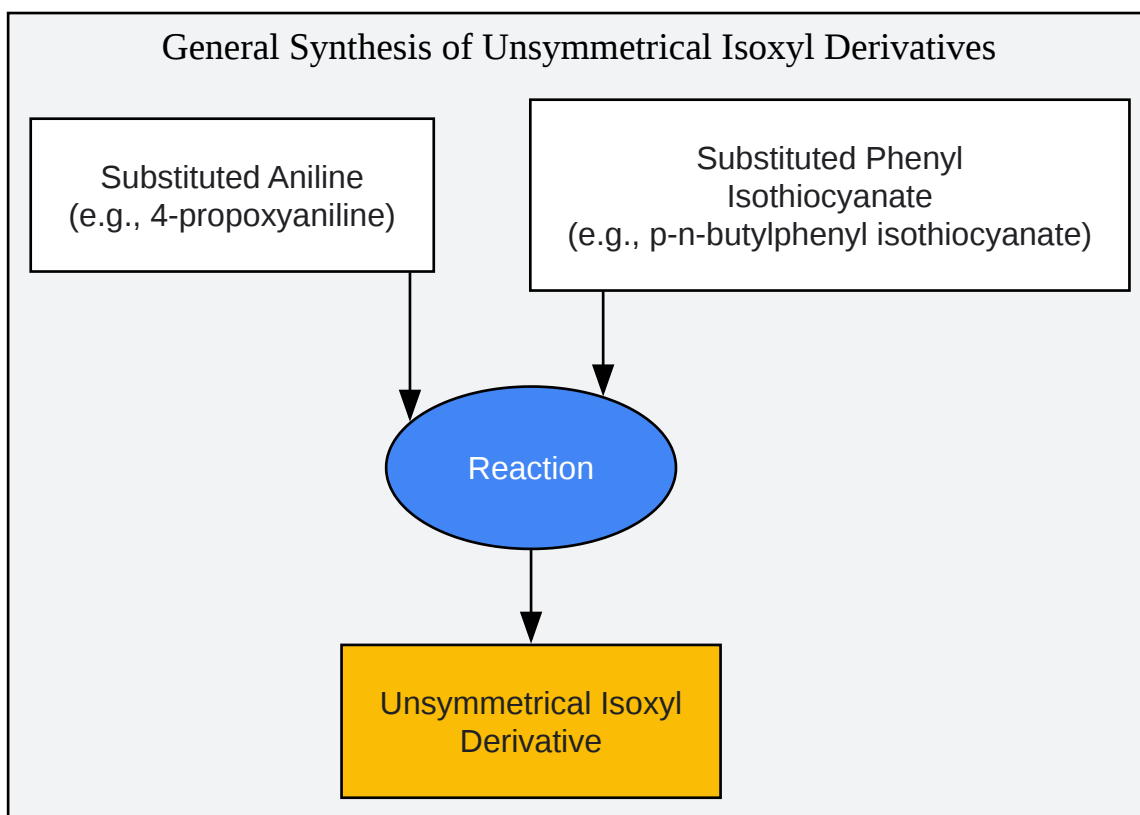 General Synthesis of Unsymmetrical Isoxyl Derivatives
Substituted Aniline
(e.g., 4-propoxyaniline)
Substituted Phenyl
Isothiocyanate
(e.g., p-n-butylphenyl isothiocyanate)
Reaction
Unsymmetrical Isoxyl
Derivative